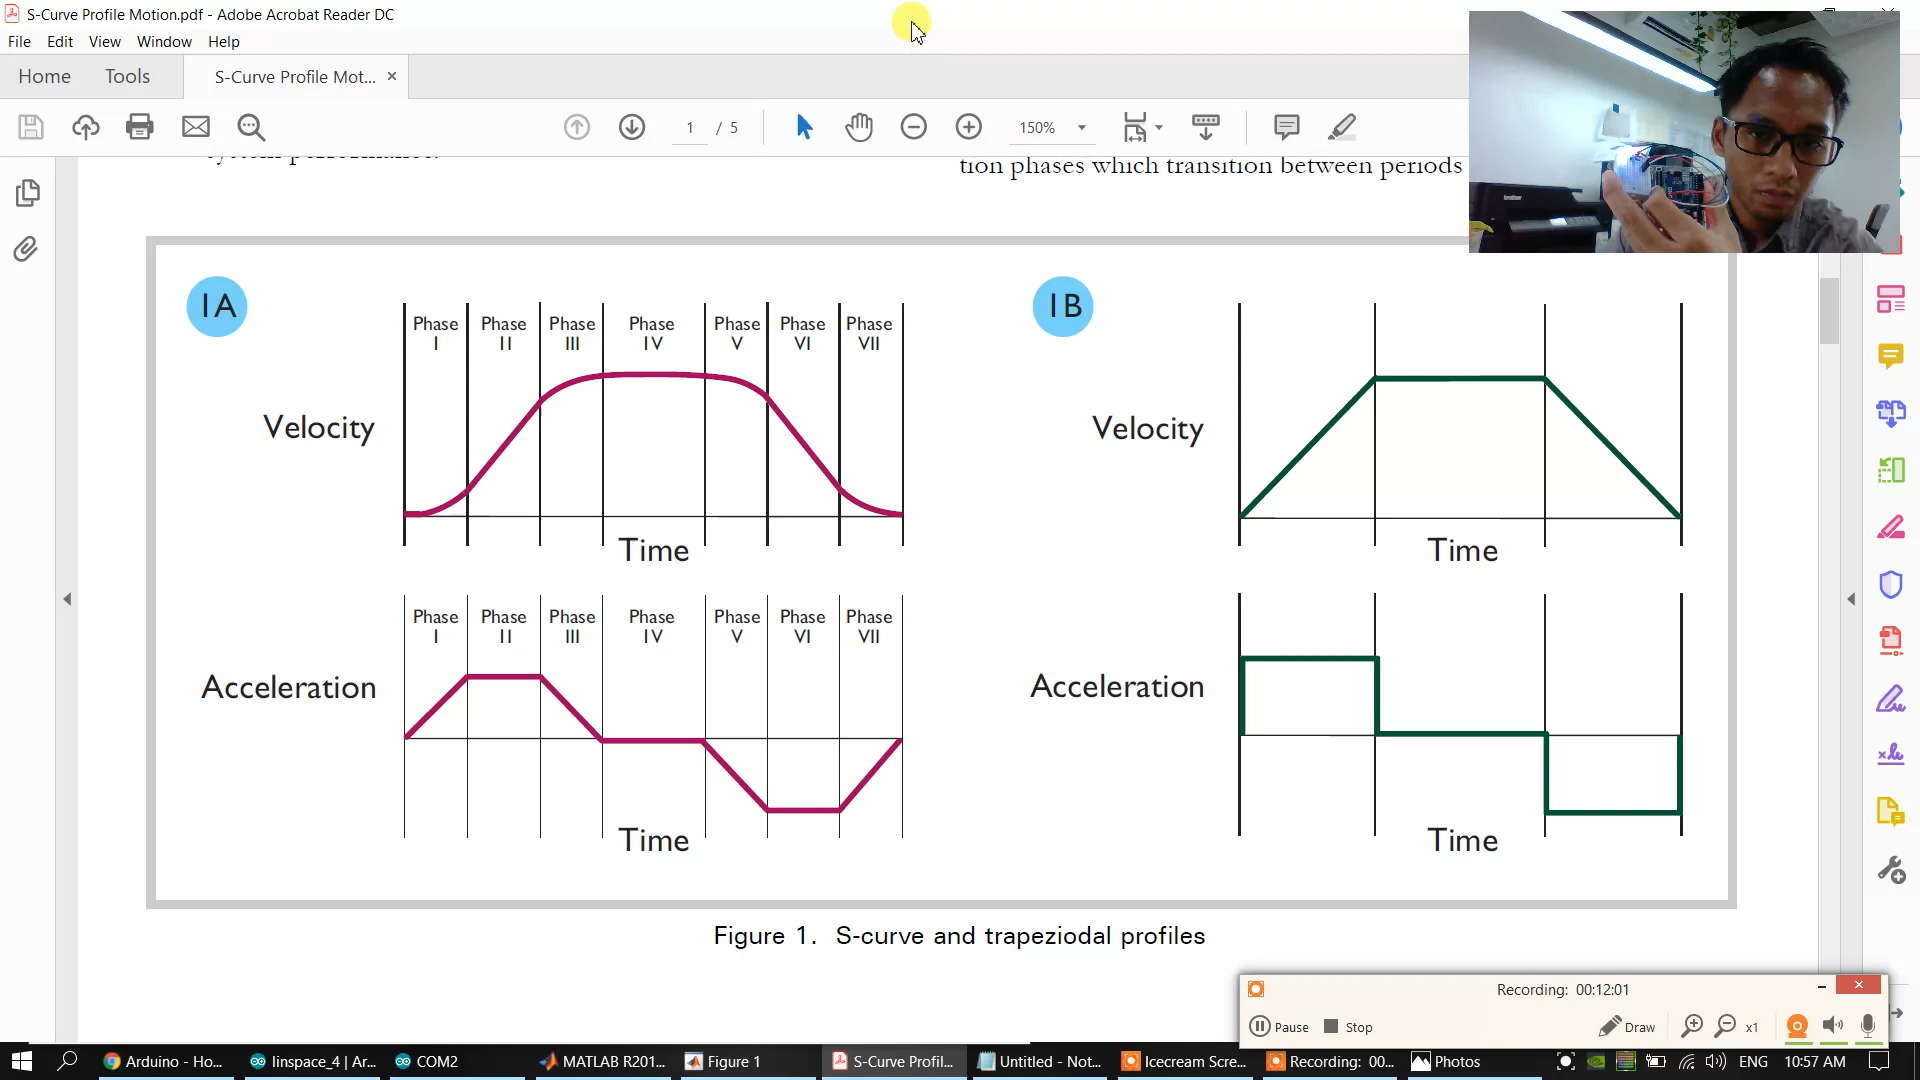 S-Curve Profile Motion.pdf - Adobe Acrobat Reader DC
File Edit View Window Help
Home Tools S-Curve Profile Mot... ×
1 / 5 150%
system performance.
tion phases which transition between periods
1A
Phase I Phase II Phase III Phase IV Phase V Phase VI Phase VII
Velocity
Time
Phase I Phase II Phase III Phase IV Phase V Phase VI Phase VII
Acceleration
Time
1B
Velocity
Time
Acceleration
Time
Figure 1. S-curve and trapeziodal profiles
Recording: 00:12:01
Pause Stop Draw x1
Arduino - Ho... linspace_4 | Ar... COM2 MATLAB R201... Figure 1 S-Curve Profil... Untitled - Not... Icecream Scre... Recording: 00... Photos ENG 10:57 AM